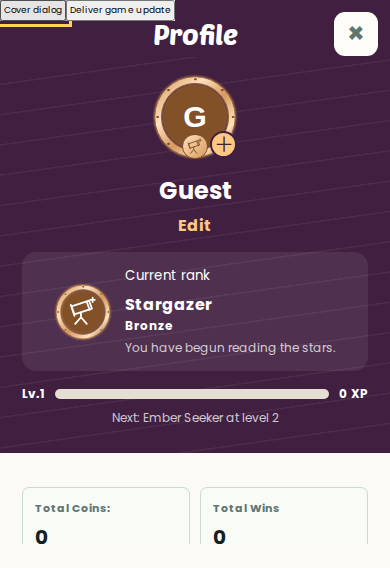 Cover dialog Deliver game update
Profile
✖
G
Guest
Edit
Current rank
Stargazer
Bronze
You have begun reading the stars.
Lv.1 0 XP
Next: Ember Seeker at level 2
Total Coins: Total Wins
0 0